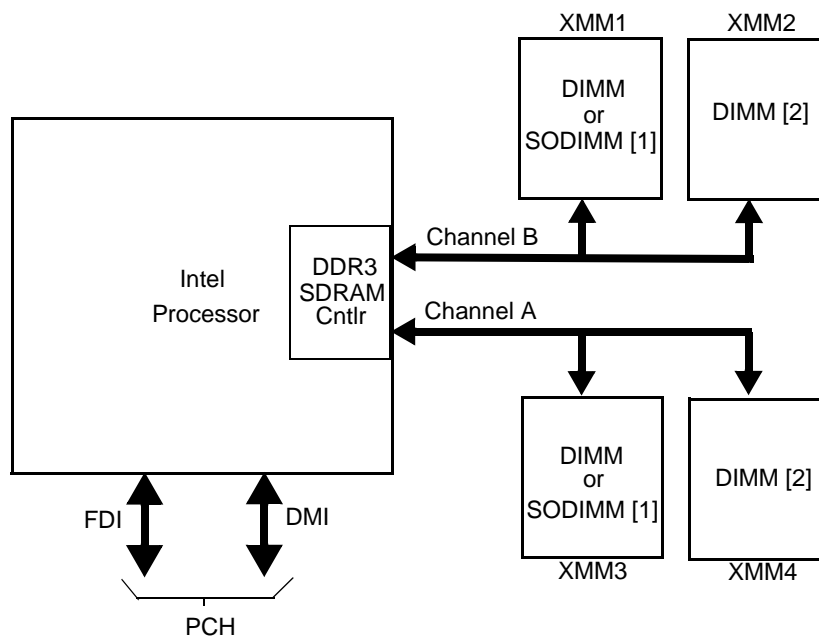 XMM1
XMM2
DIMM
or
SODIMM [1]
DIMM [2]
Channel B
Intel
Processor
DDR3
SDRAM
Cntlr
Channel A
DIMM
or
SODIMM [1]
DIMM [2]
XMM3
XMM4
FDI
DMI
PCH